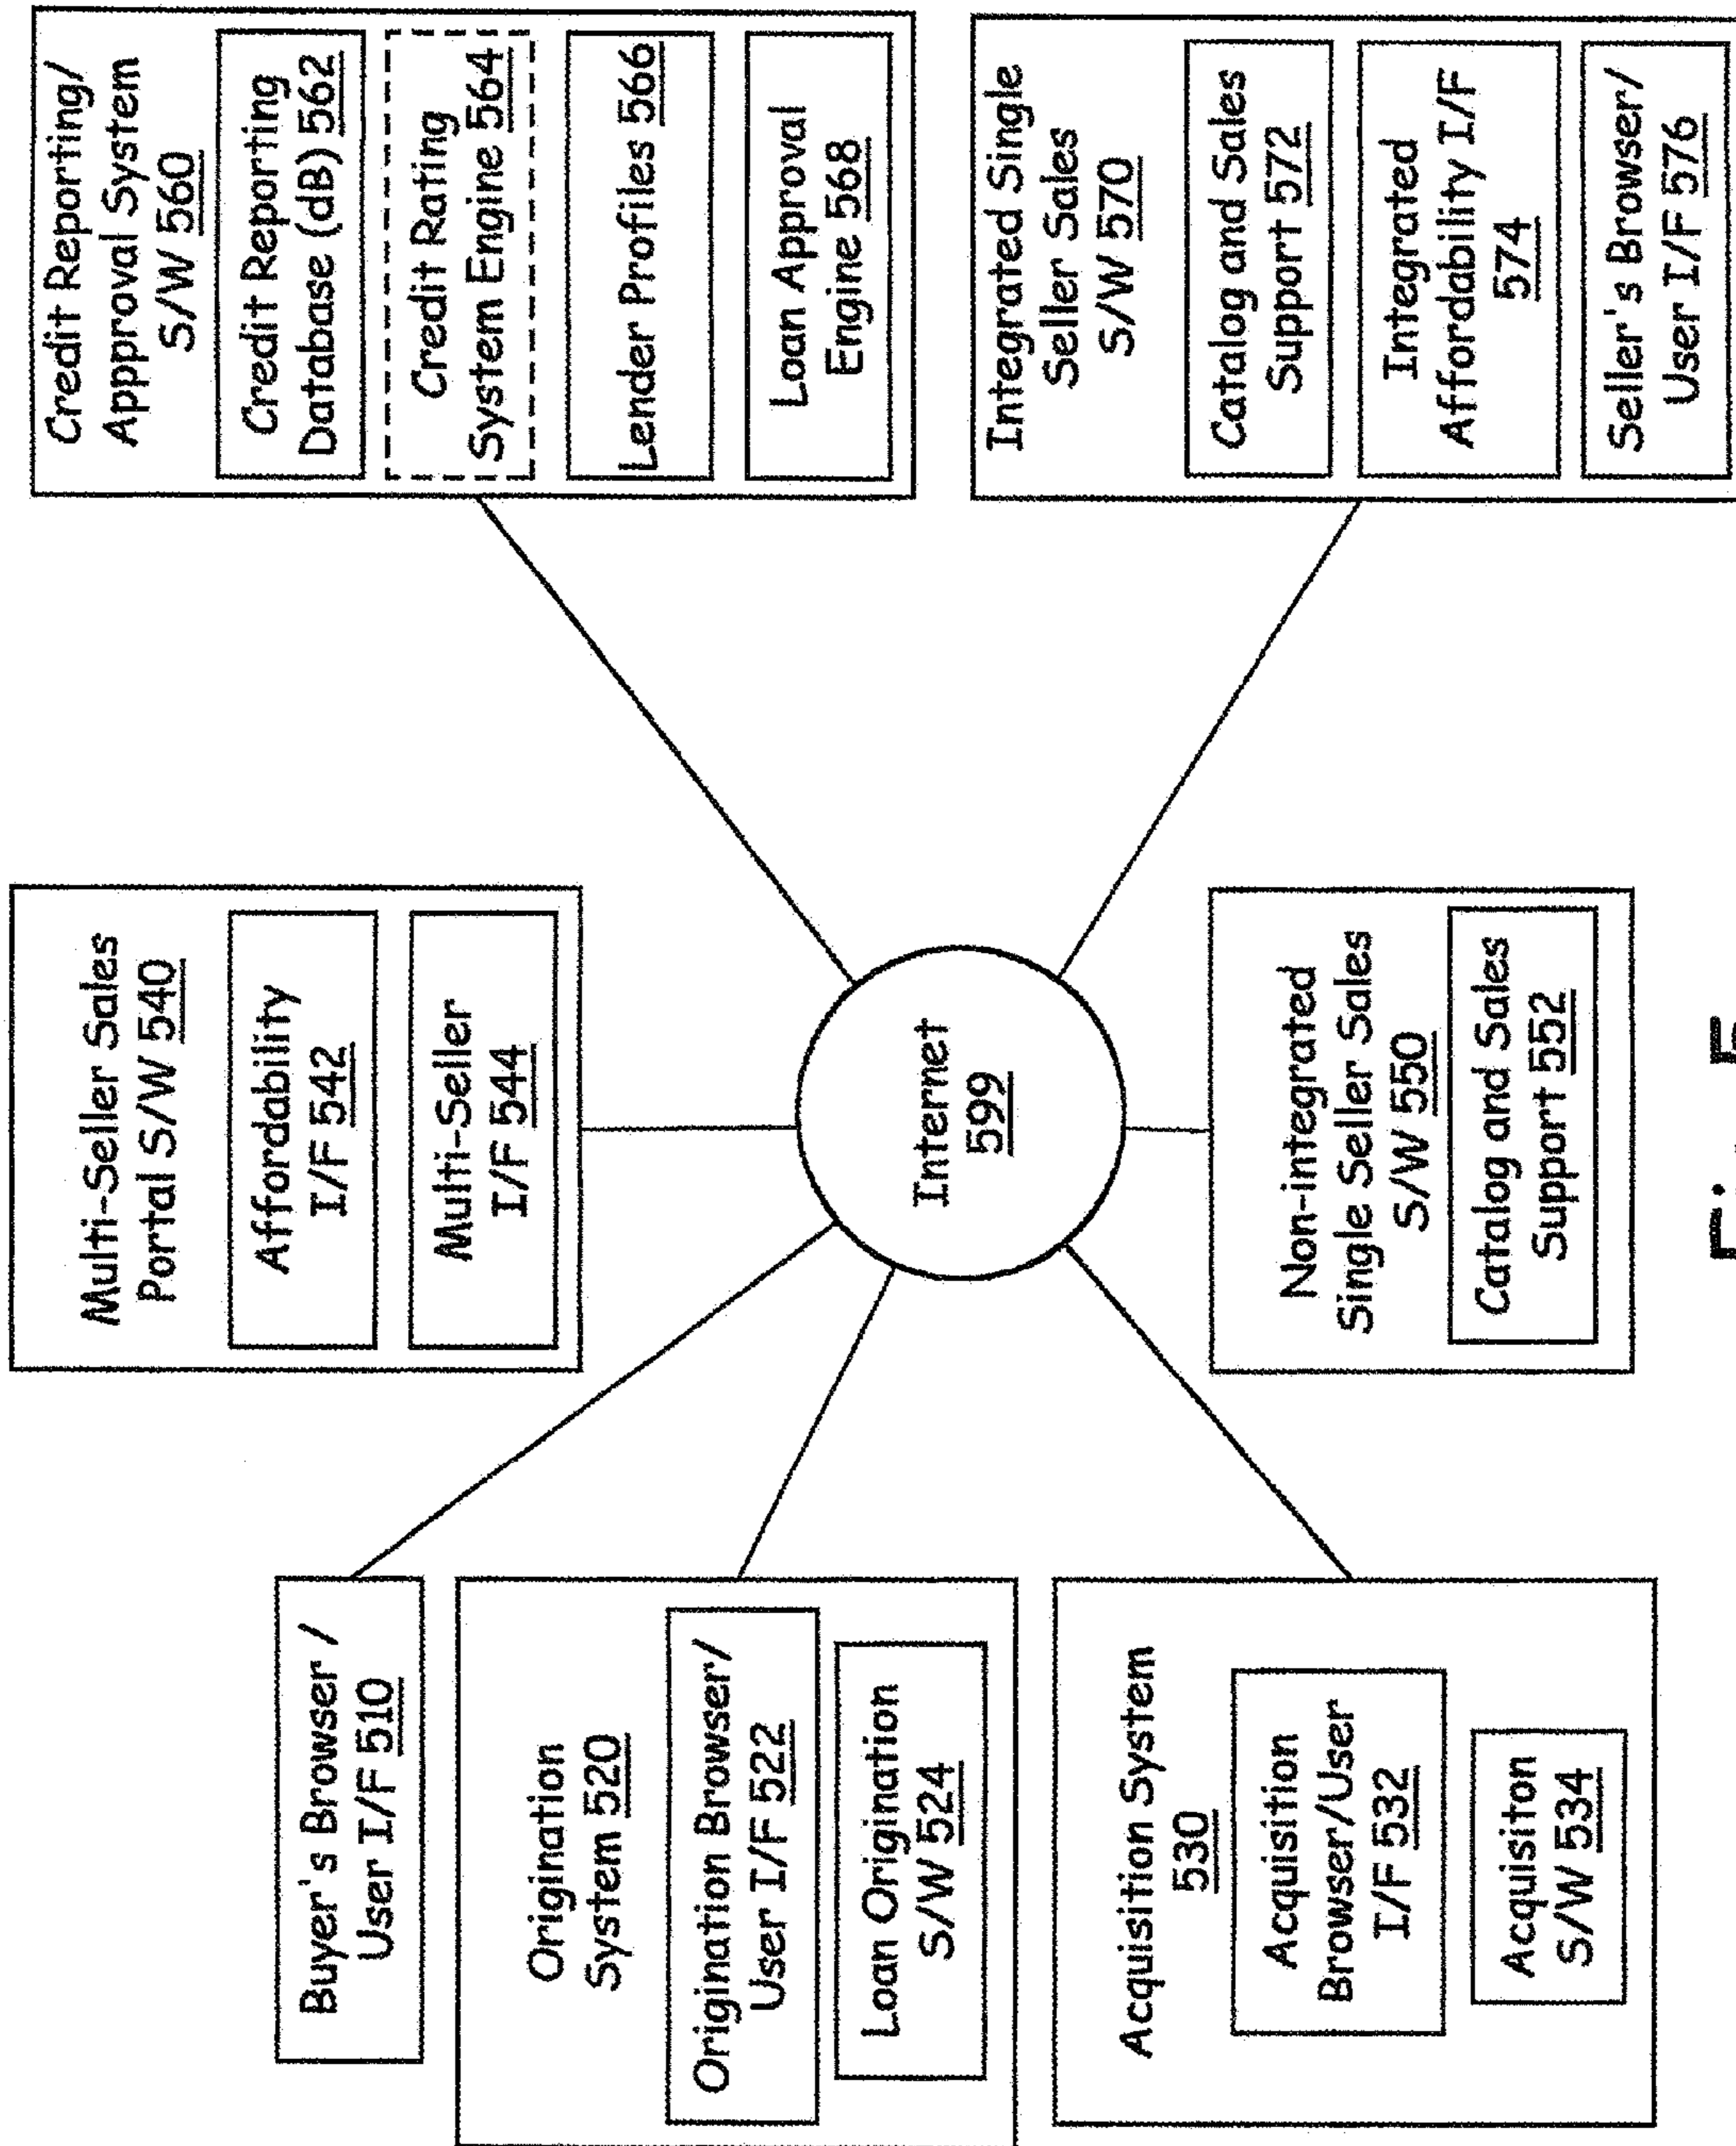 Buyer's Browser /
User I/F 510
Origination
System 520
Origination Browser/
User I/F 522
Loan Origination
S/W 524
Acquisition System
530
Acquisition
Browser/User
I/F 532
Acquisiton
S/W 534
Multi-Seller Sales
Portal S/W 540
Affordability
I/F 542
Multi-Seller
I/F 544
Internet
599
Non-integrated
Single Seller Sales
S/W 550
Catalog and Sales
Support 552
Credit Reporting/
Approval System
S/W 560
Credit Reporting
Database (dB) 562
Credit Rating
System Engine 564
Lender Profiles 566
Loan Approval
Engine 568
Integrated Single
Seller Sales
S/W 570
Catalog and Sales
Support 572
Integrated
Affordability I/F
574
Seller's Browser/
User I/F 576